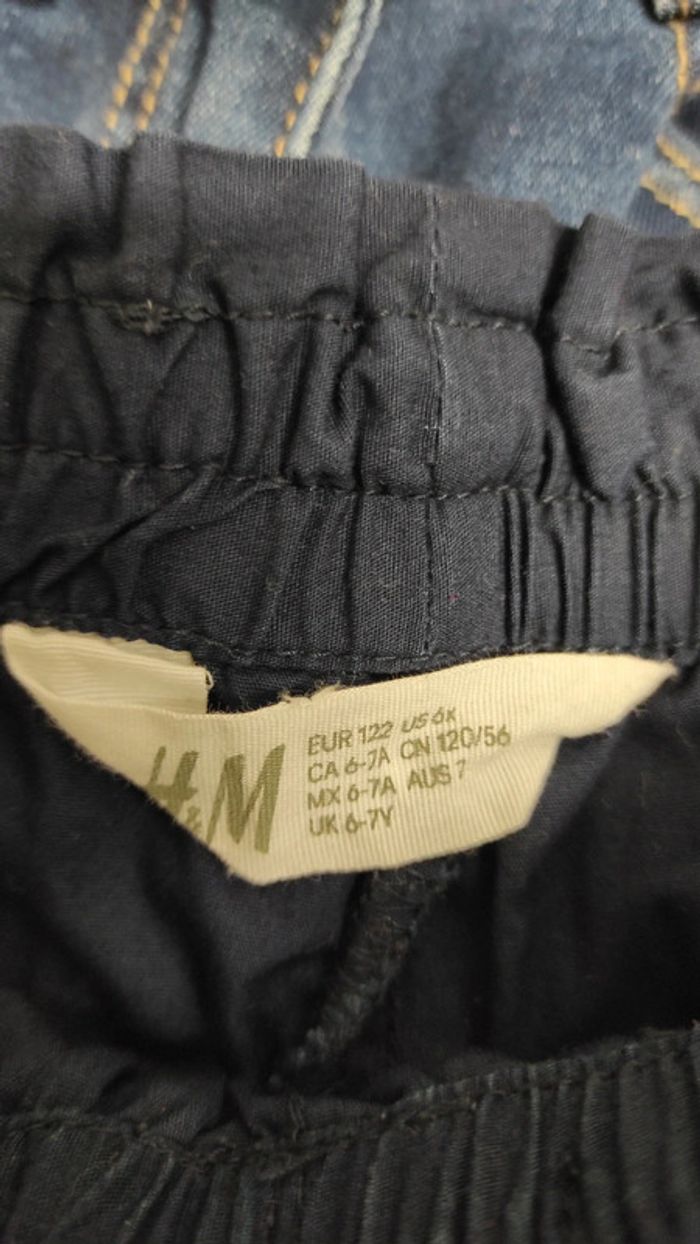 H&M
EUR 122 US 6X
CA 6-7A CN 120/56
MX 6-7A AUS 7
UK 6-7Y